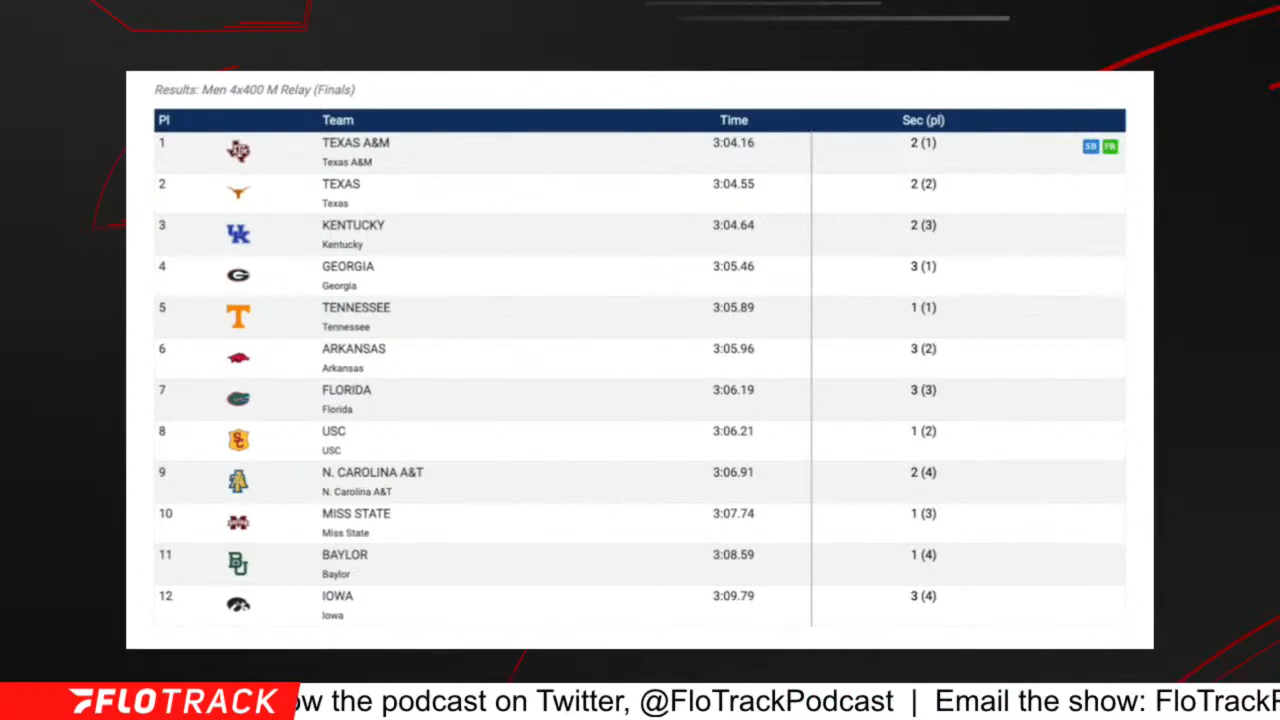 Results: Men 4x400 M Relay (Finals)
Pl Team Time Sec (pl)
1 TEXAS A&M 3:04.16 2 (1) SB PR
Texas A&M
2 TEXAS 3:04.55 2 (2)
Texas
3 KENTUCKY 3:04.64 2 (3)
Kentucky
4 GEORGIA 3:05.46 3 (1)
Georgia
5 TENNESSEE 3:05.89 1 (1)
Tennessee
6 ARKANSAS 3:05.96 3 (2)
Arkansas
7 FLORIDA 3:06.19 3 (3)
Florida
8 USC 3:06.21 1 (2)
USC
9 N. CAROLINA A&T 3:06.91 2 (4)
N. Carolina A&T
10 MISS STATE 3:07.74 1 (3)
Miss State
11 BAYLOR 3:08.59 1 (4)
Baylor
12 IOWA 3:09.79 3 (4)
Iowa
FLOTRACK ow the podcast on Twitter, @FloTrackPodcast | Email the show: FloTrackP